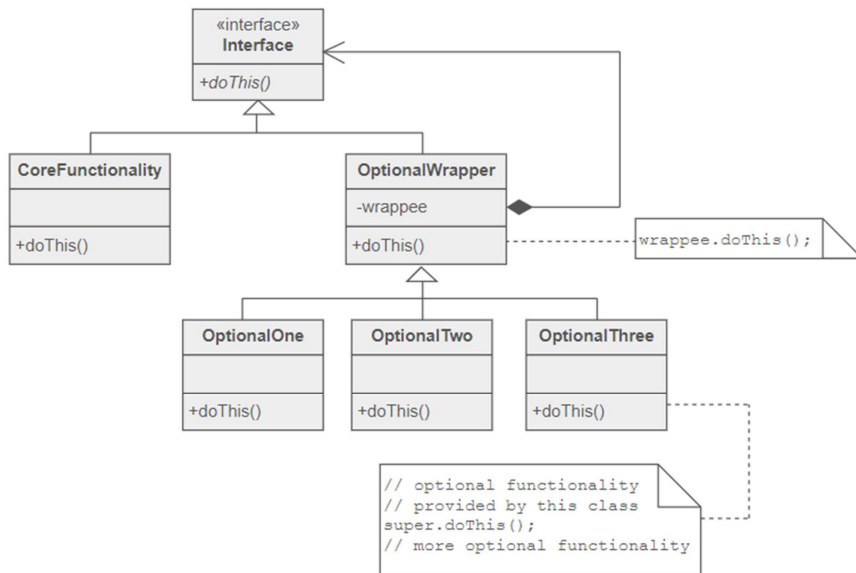 «interface»
Interface
+doThis()
CoreFunctionality
+doThis()
OptionalWrapper
-wrappee
+doThis()
wrappee.doThis();
OptionalOne
+doThis()
OptionalTwo
+doThis()
OptionalThree
+doThis()
// optional functionality
// provided by this class
super.doThis();
// more optional functionality